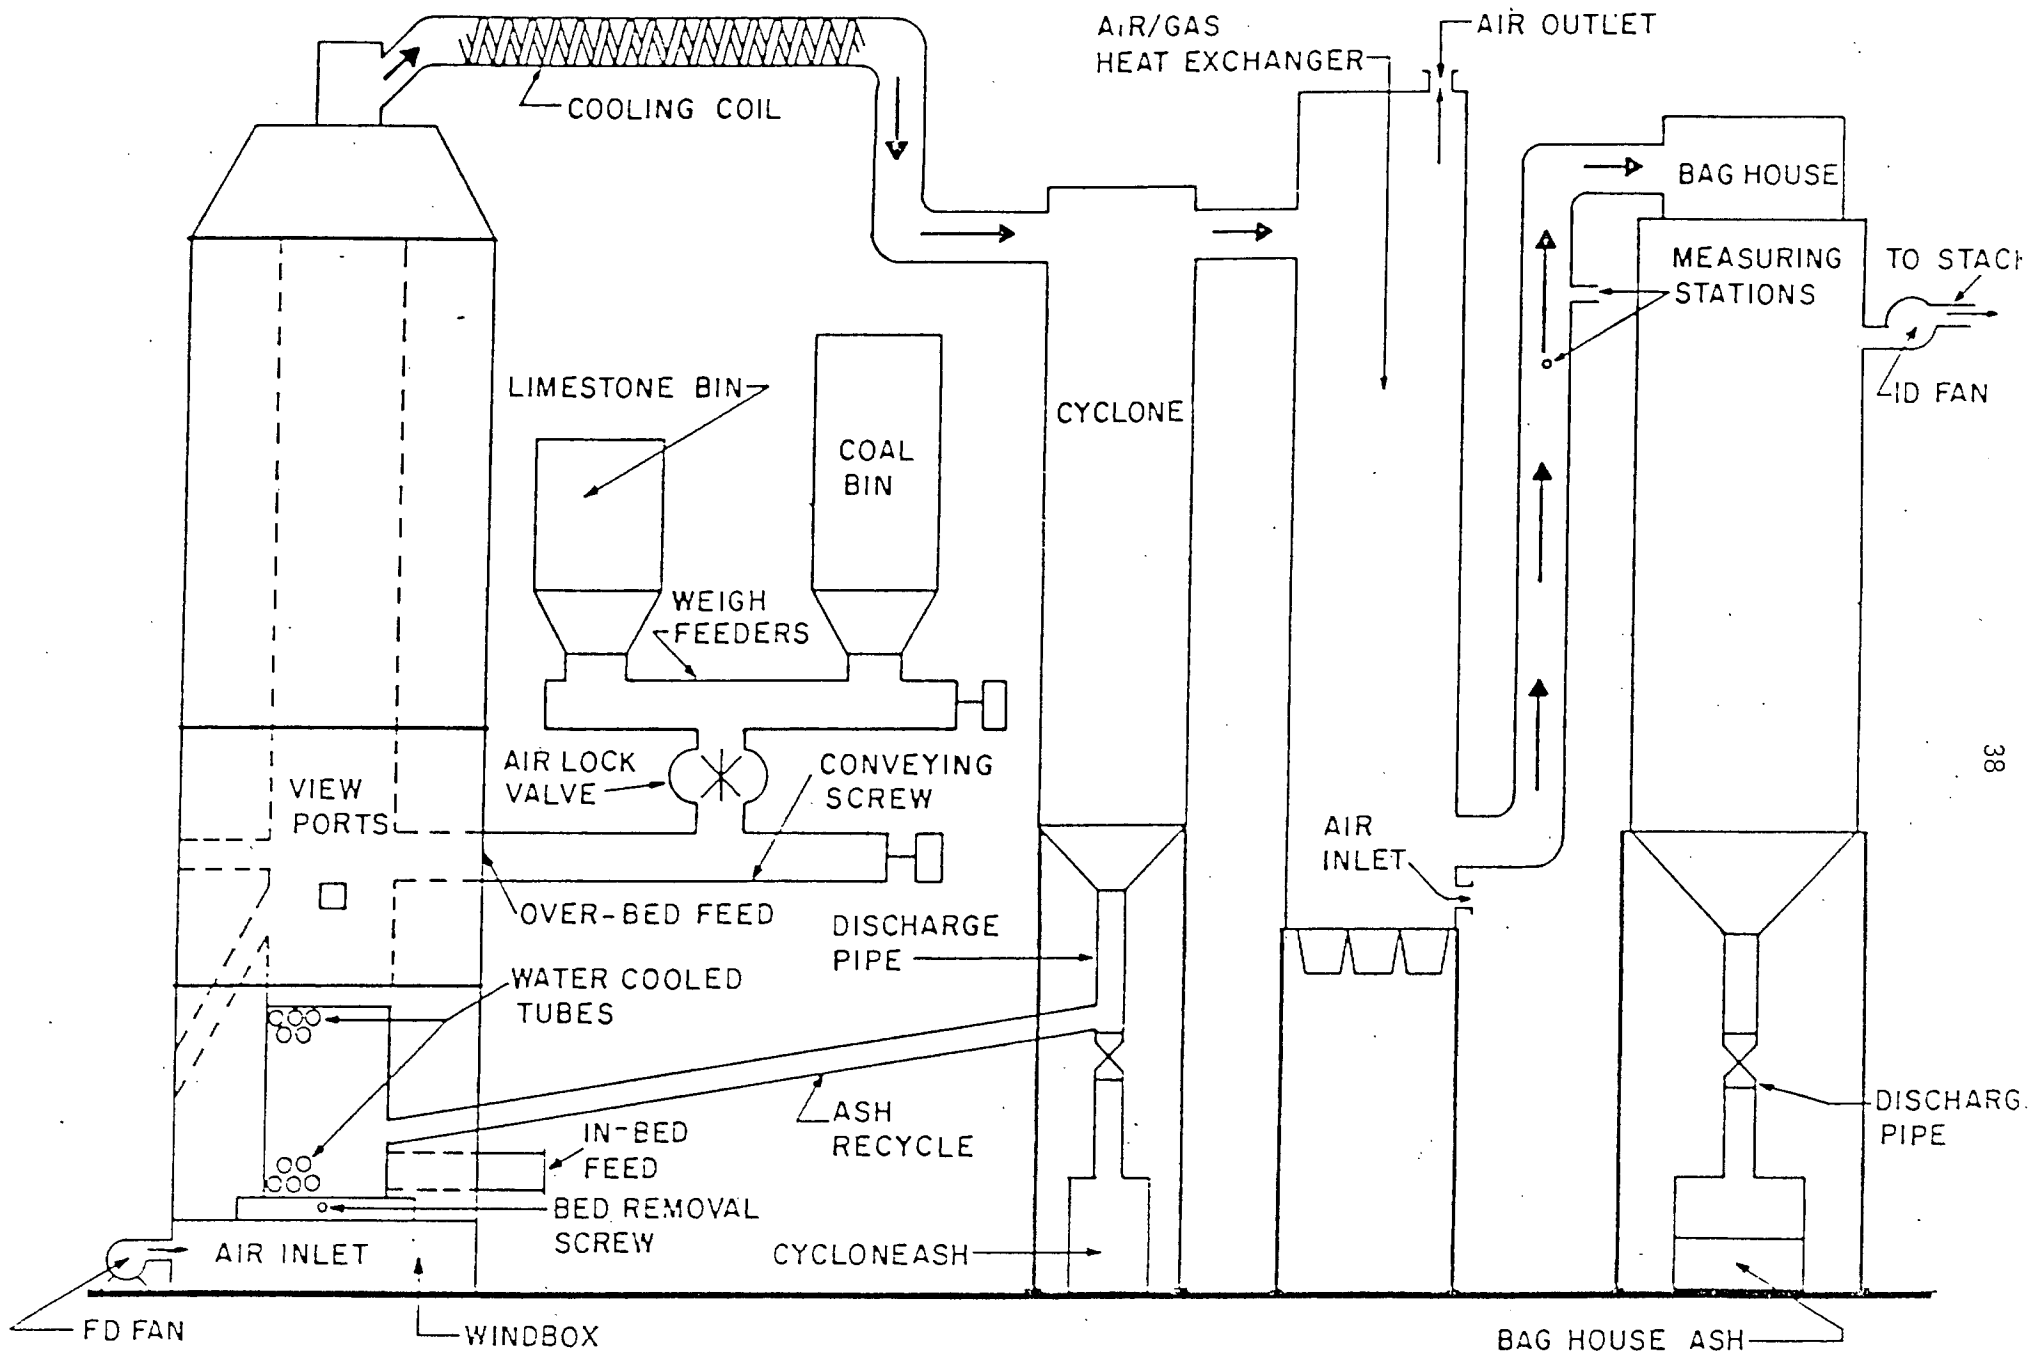 AIR/GAS
HEAT EXCHANGER
AIR OUTLET
COOLING COIL
BAG HOUSE
MEASURING
STATIONS
TO STACK
ID FAN
LIMESTONE BIN
COAL
BIN
CYCLONE
WEIGH
FEEDERS
AIR LOCK
VALVE
CONVEYING
SCREW
38
VIEW
PORTS
AIR
INLET
OVER-BED FEED
DISCHARGE
PIPE
WATER COOLED
TUBES
ASH
RECYCLE
IN-BED
FEED
DISCHARG
PIPE
BED REMOVAL
SCREW
AIR INLET
CYCLONE ASH
FD FAN
WINDBOX
BAG HOUSE ASH